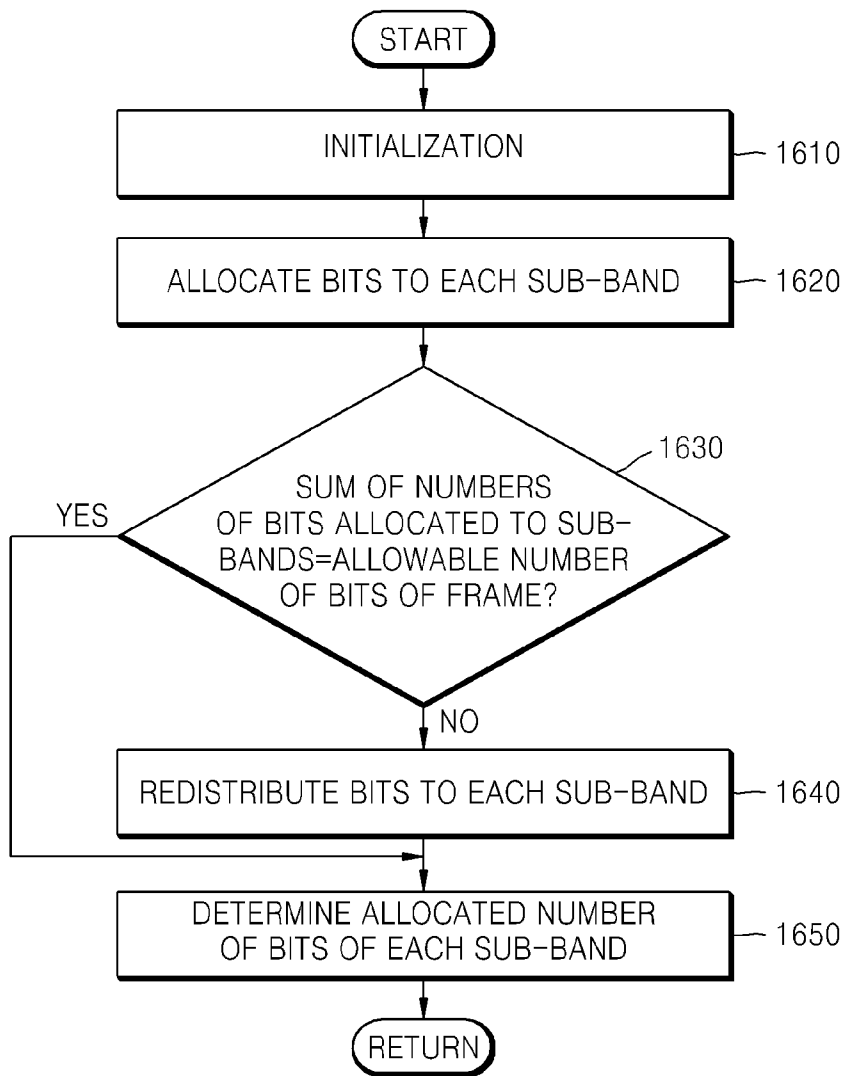 START
INITIALIZATION
1610
ALLOCATE BITS TO EACH SUB-BAND
1620
1630
SUM OF NUMBERS
OF BITS ALLOCATED TO SUB-
BANDS=ALLOWABLE NUMBER
OF BITS OF FRAME?
YES
NO
REDISTRIBUTE BITS TO EACH SUB-BAND
1640
DETERMINE ALLOCATED NUMBER
OF BITS OF EACH SUB-BAND
1650
RETURN